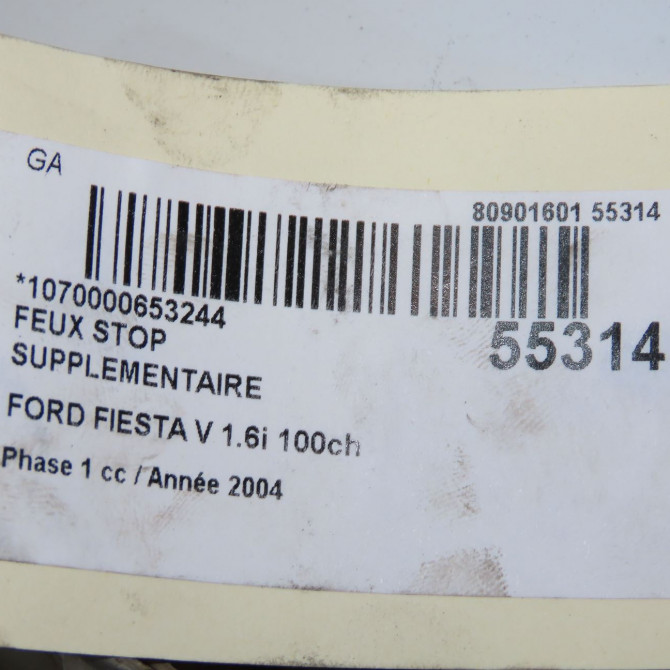 GA
80901601 55314
*1070000653244
55314
FEUX STOP
SUPPLEMENTAIRE
FORD FIESTA V 1.6i 100ch
Phase 1 cc / Année 2004